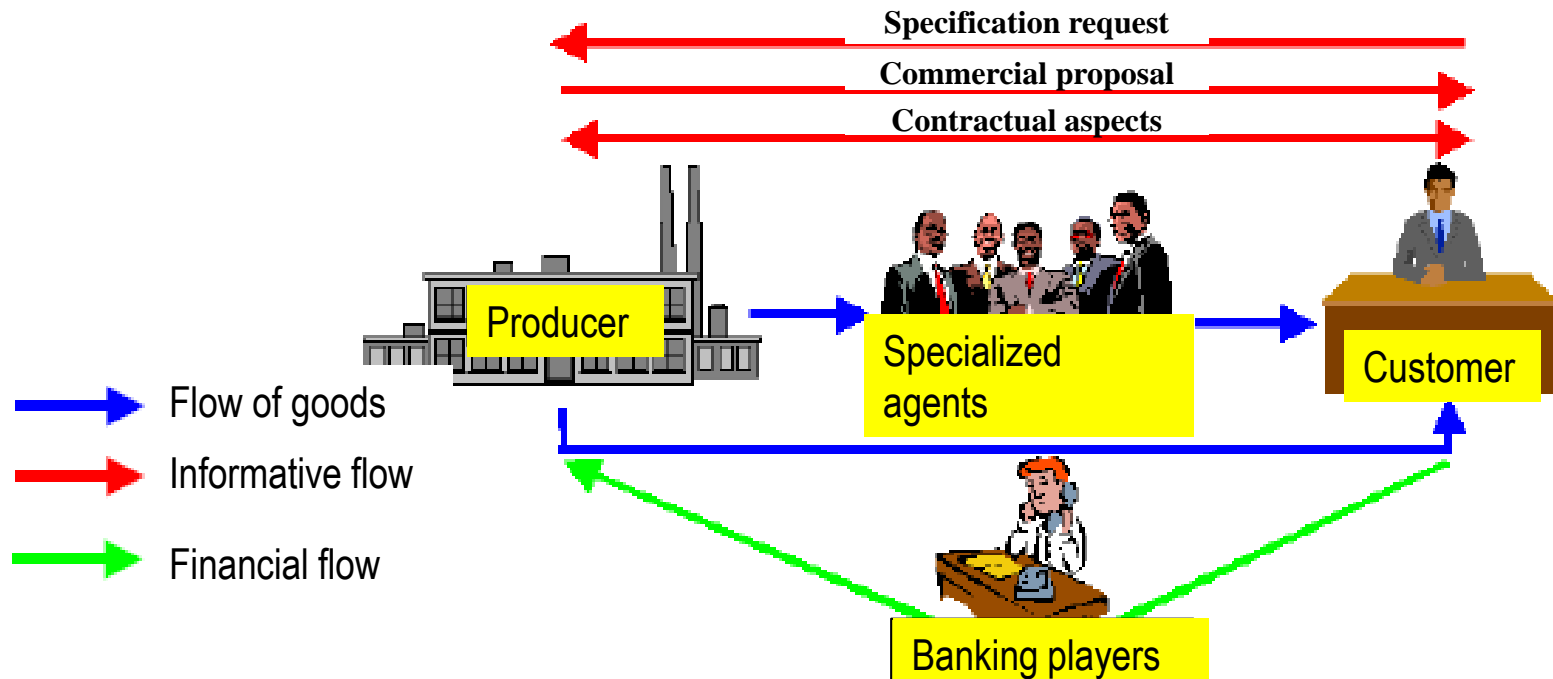 Specification request
Commercial proposal
Contractual aspects
Producer
Specialized
agents
Customer
Flow of goods
Informative flow
Financial flow
Banking players